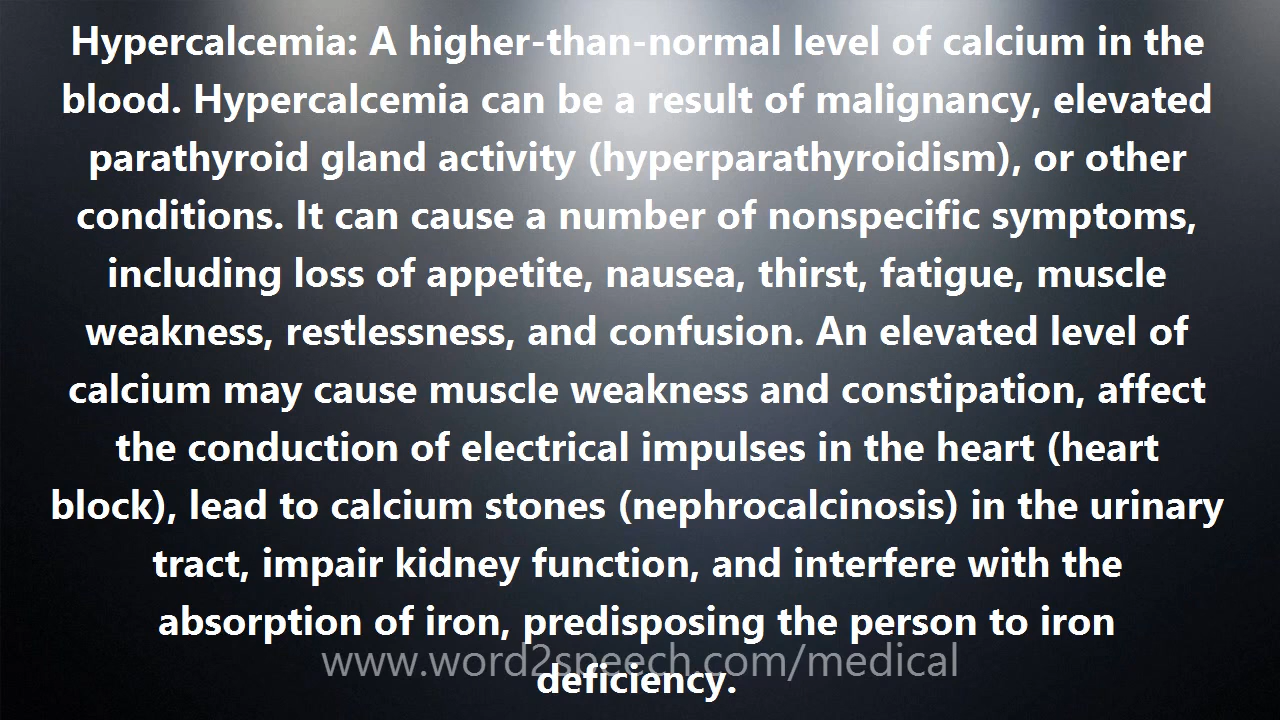 Hypercalcemia: A higher-than-normal level of calcium in the
blood. Hypercalcemia can be a result of malignancy, elevated
parathyroid gland activity (hyperparathyroidism), or other
conditions. It can cause a number of nonspecific symptoms,
including loss of appetite, nausea, thirst, fatigue, muscle
weakness, restlessness, and confusion. An elevated level of
calcium may cause muscle weakness and constipation, affect
the conduction of electrical impulses in the heart (heart
block), lead to calcium stones (nephrocalcinosis) in the urinary
tract, impair kidney function, and interfere with the
absorption of iron, predisposing the person to iron
www.word2speech.com/medical
deficiency.